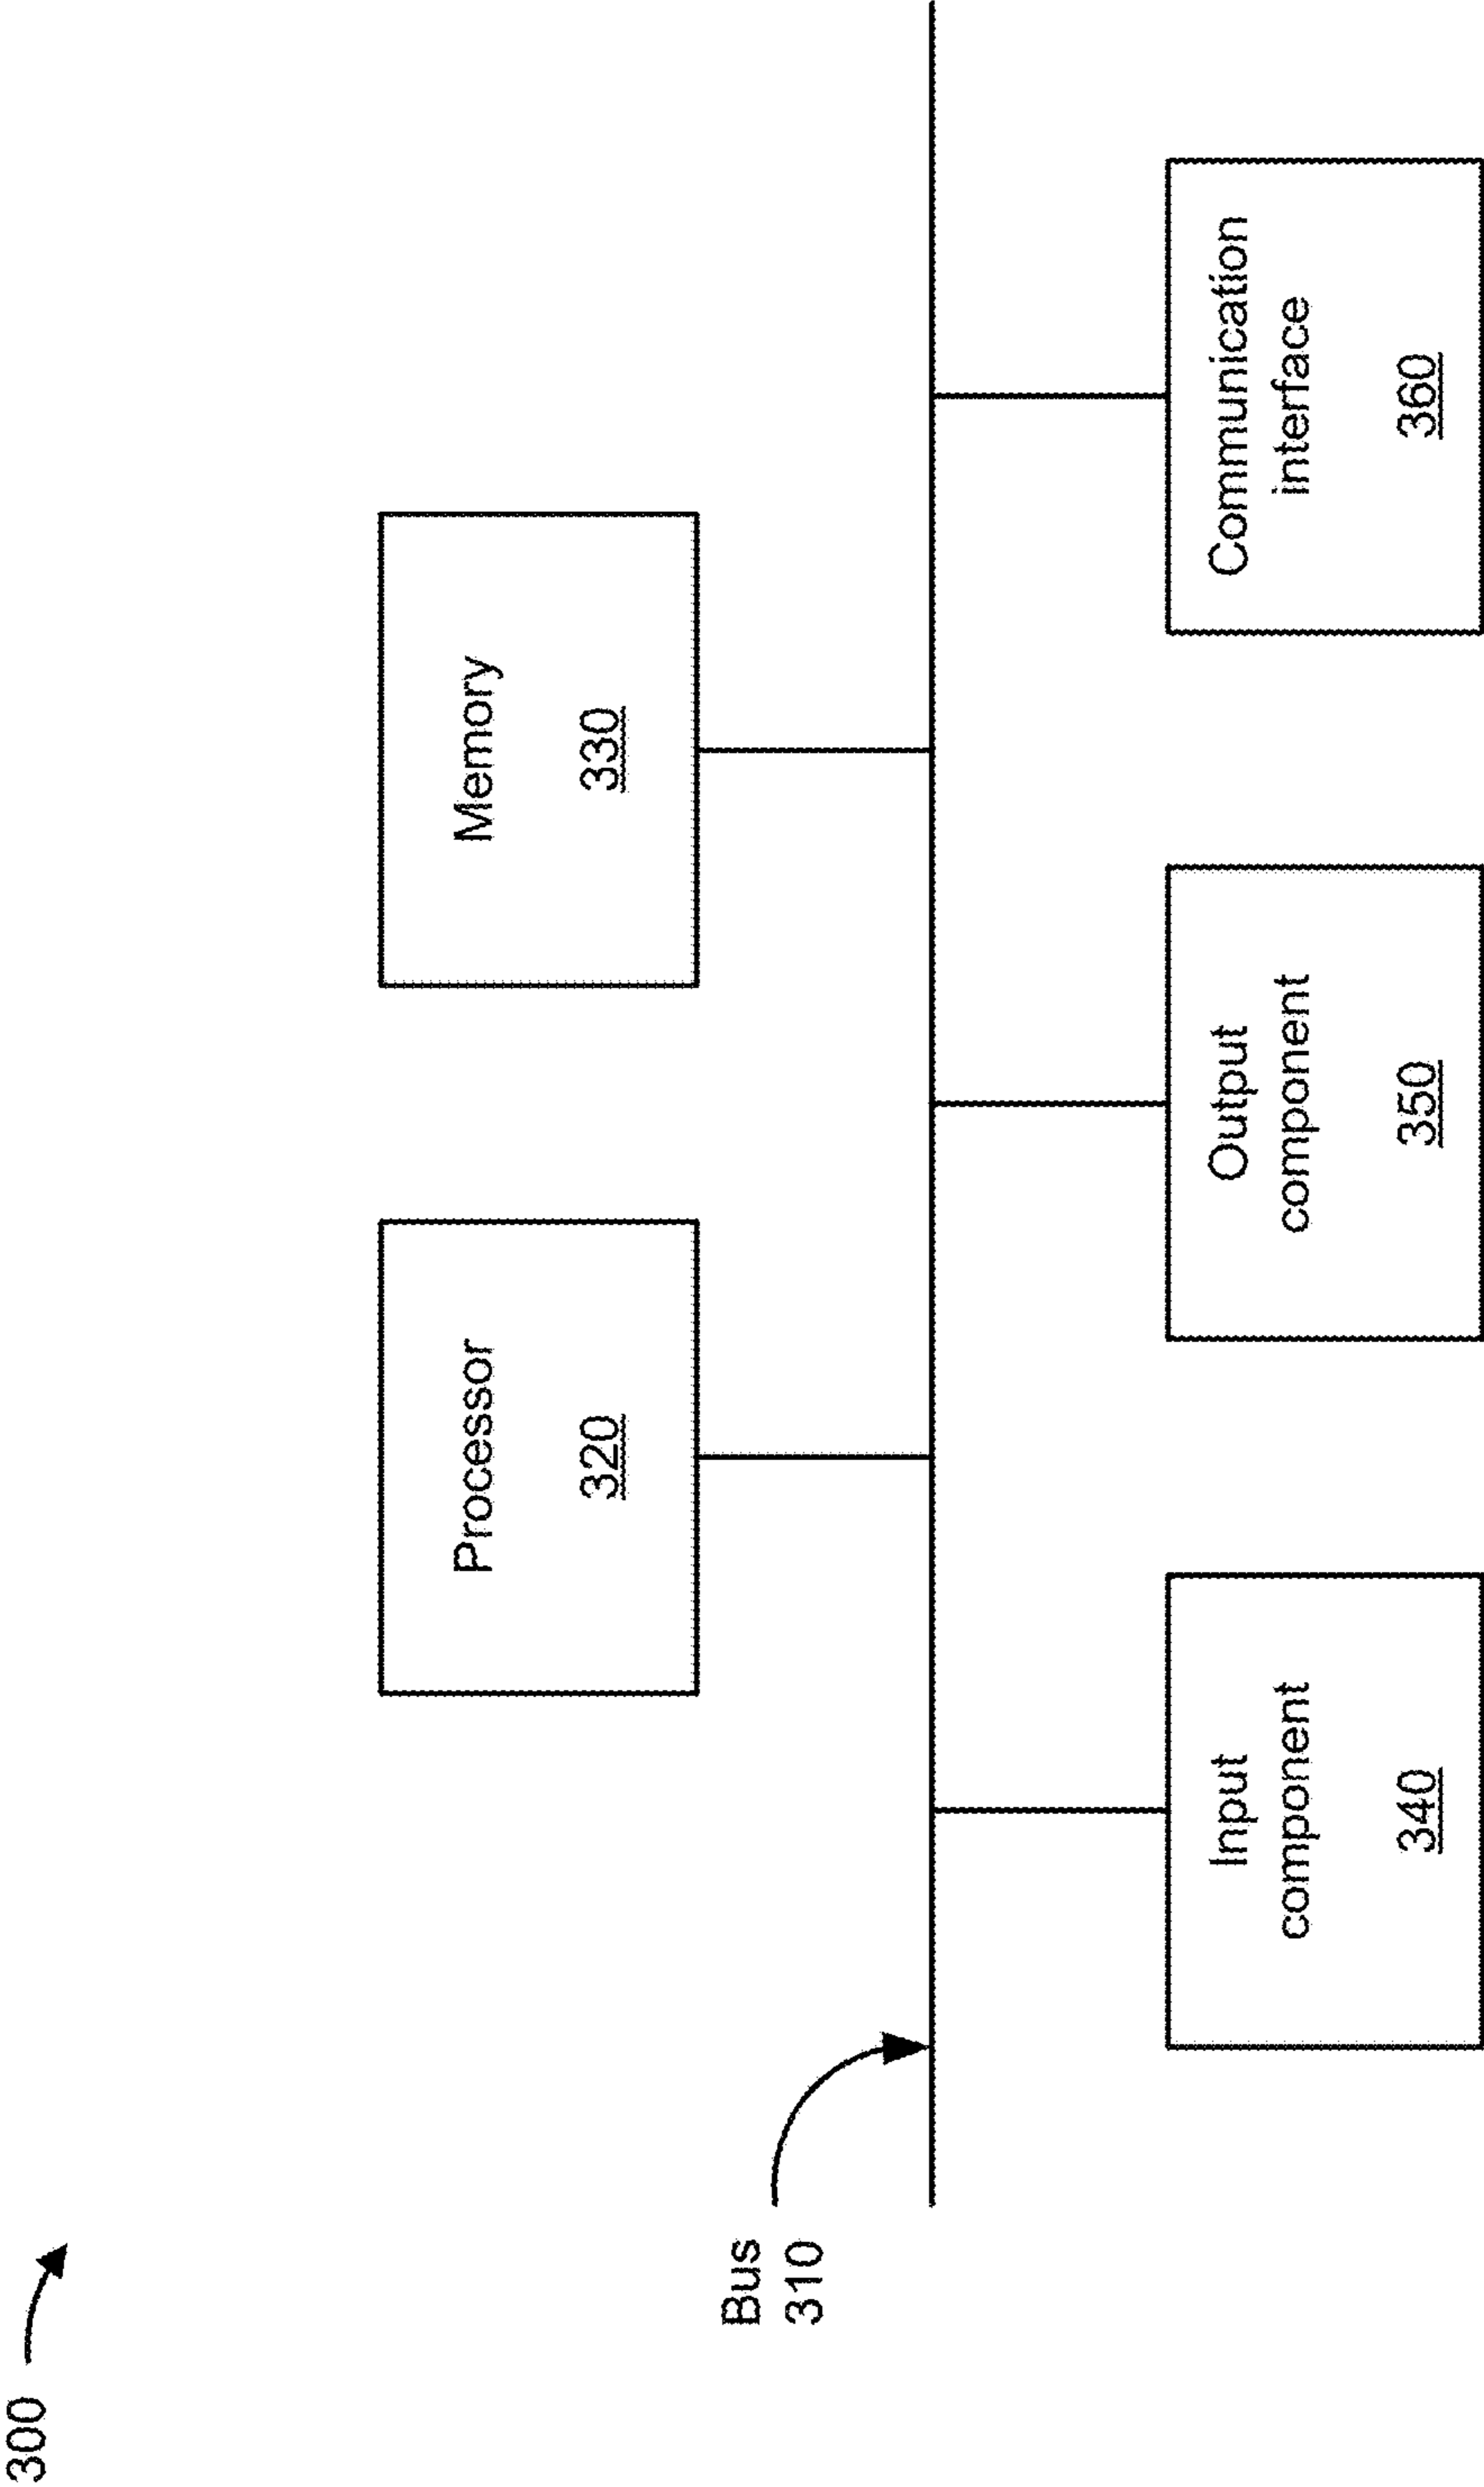 300
Processor
320
Memory
330
Bus
310
Input
component
340
Output
component
350
Communication
interface
360